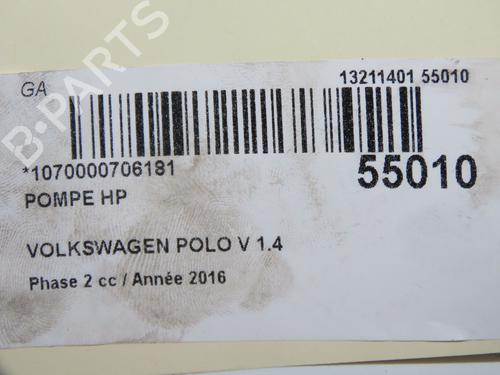 GA
13211401 55010
*1070000706181
55010
POMPE HP
VOLKSWAGEN POLO V 1.4
Phase 2 cc / Année 2016
B-PARTS